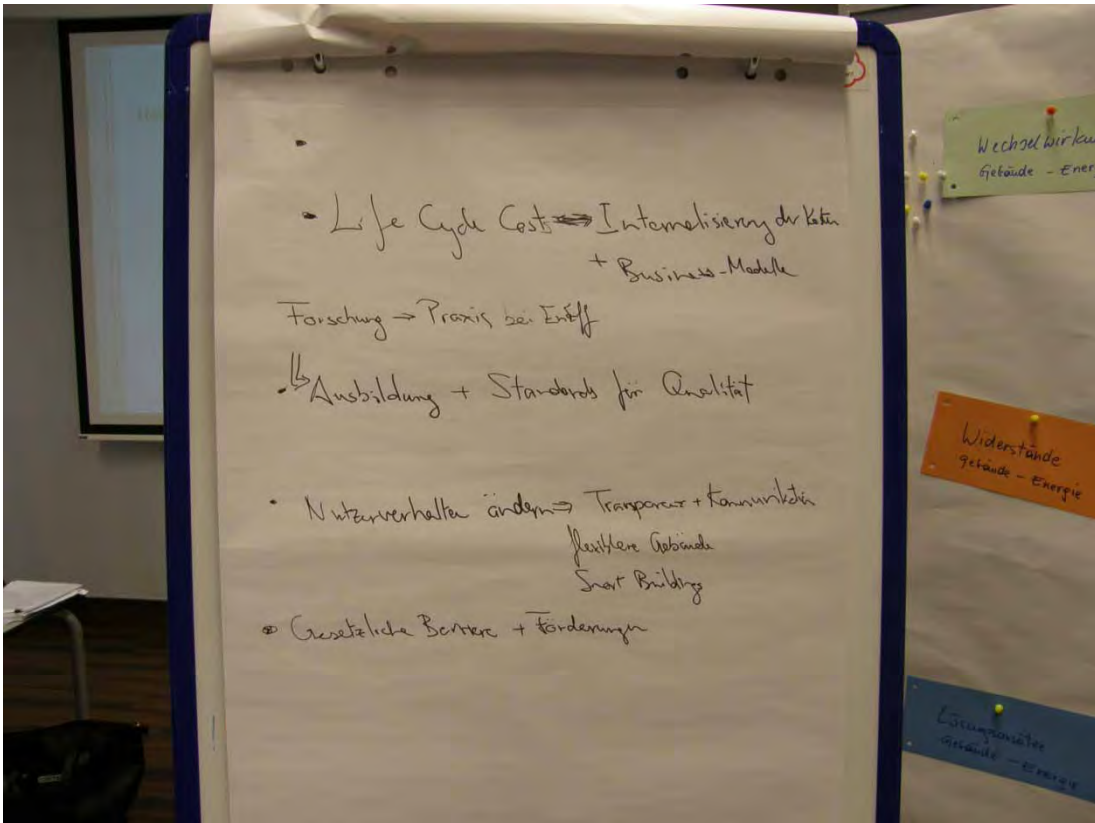 • Life Cycle Cost ⇔ Internalisierung der Kosten
+ Business-Modelle
Forschung → Praxis bei EnEff
⇓
• Ausbildung + Standards für Qualität
• Nutzerverhalten ändern ⇒ Transparenz + Kommunikation
flexiblere Gebäude
Smart Buildings
• Gesetzliche Barriere + Förderungen
Wechselwirku
Gebäude - Ener
Widerstände
Gebäude - Energie
Lösungsansätze
Gebäude - Energie